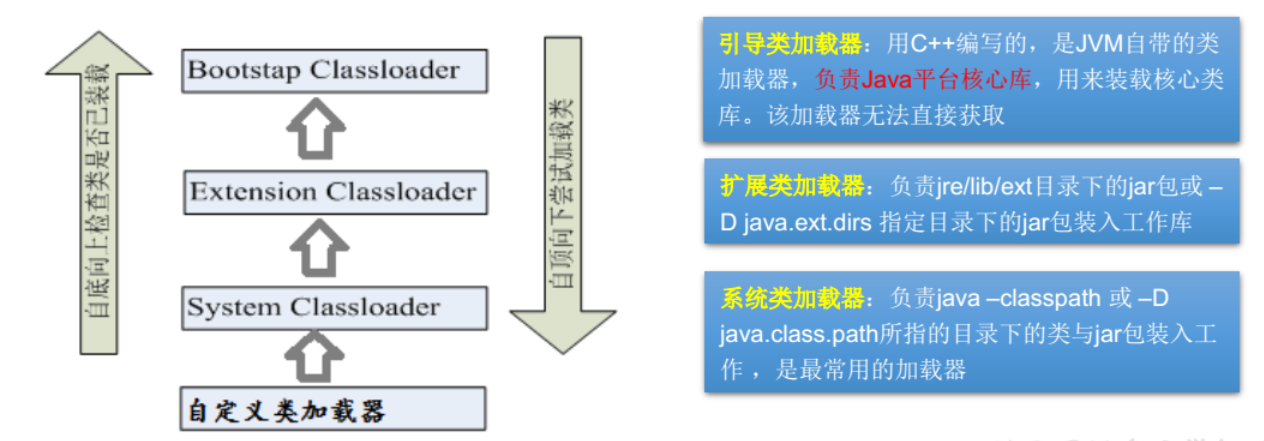 自底向上检查类是否已装载
Bootstap Classloader
Extension Classloader
System Classloader
自定义类加载器
自顶向下尝试加载类
引导类加载器：用C++编写的，是JVM自带的类
加载器，负责Java平台核心库，用来装载核心类
库。该加载器无法直接获取
扩展类加载器：负责jre/lib/ext目录下的jar包或 –
D java.ext.dirs 指定目录下的jar包装入工作库
系统类加载器：负责java –classpath 或 –D
java.class.path所指的目录下的类与jar包装入工
作 ，是最常用的加载器